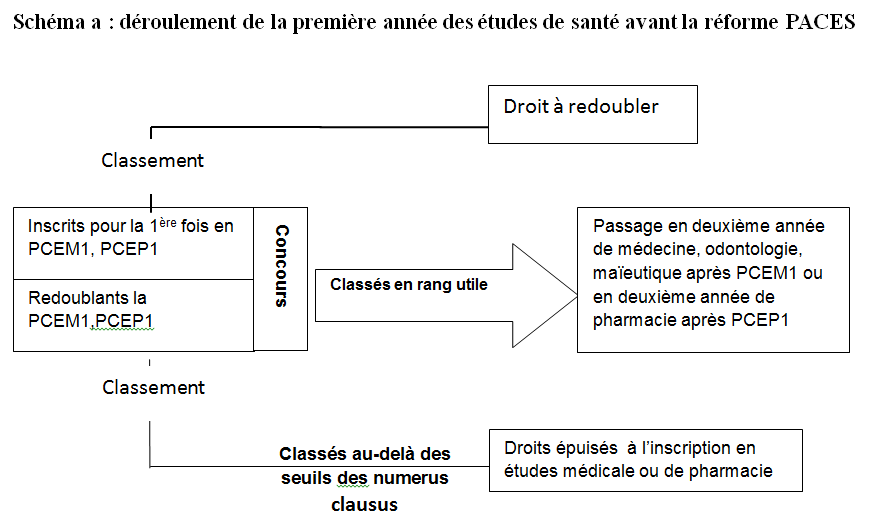 Schéma a : déroulement de la première année des études de santé avant la réforme PACES
Droit à redoubler
Classement
Inscrits pour la 1ère fois en
PCEM1, PCEP1
Redoublants la
PCEM1,PCEP1
Concours
Classés en rang utile
Passage en deuxième année
de médecine, odontologie,
maïeutique après PCEM1 ou
en deuxième année de
pharmacie après PCEP1
Classement
Classés au-delà des
seuils des numerus
clausus
Droits épuisés à l'inscription en
études médicale ou de pharmacie